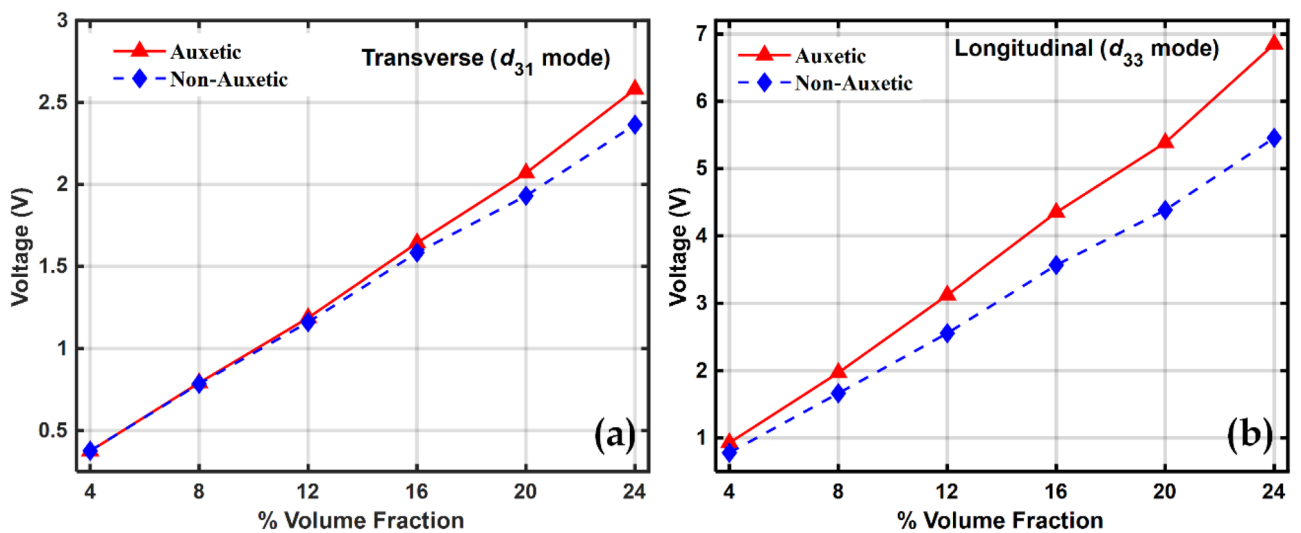 3
2.5
2
1.5
1
0.5
Voltage (V)
Auxetic
Non-Auxetic
Transverse (d31 mode)
(a)
4 8 12 16 20 24
% Volume Fraction
7
6
5
4
3
2
1
Voltage (V)
Auxetic
Non-Auxetic
Longitudinal (d33 mode)
(b)
4 8 12 16 20 24
% Volume Fraction